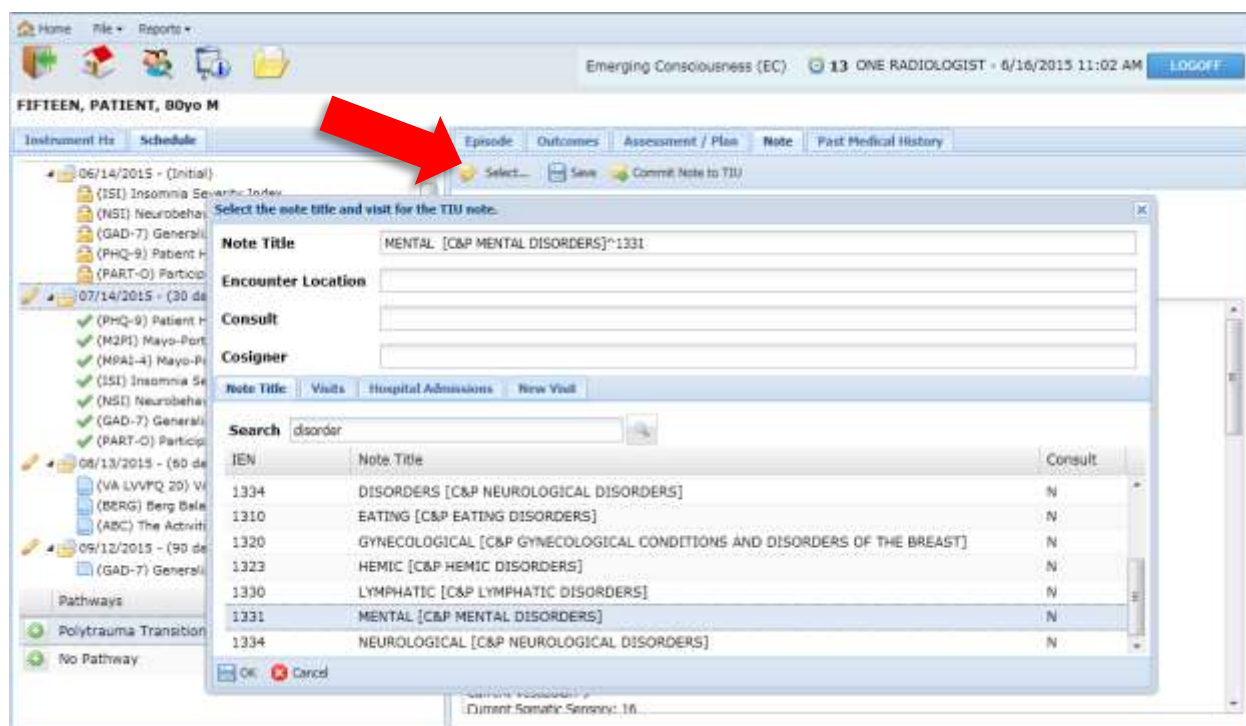 Home File Reports
Emerging Consciousness (EC) 13 ONE RADIOLOGIST - 6/16/2015 11:02 AM LOGOFF
FIFTEEN, PATIENT, 80yo M
Instrument Hx Schedule
Episode Outcomes Assessment / Plan Note Past Medical History
Select... Save Commit Note to TIU
06/14/2015 - (Initial)
(ISI) Insomnia Severity Index
(NSI) Neurobehav
(GAD-7) Generali
(PHQ-9) Patient H
(PART-O) Particip
07/14/2015 - (30 da
(PHQ-9) Patient H
(M2PI) Mayo-Port
(MPAI-4) Mayo-Po
(ISI) Insomnia Se
(NSI) Neurobehav
(GAD-7) Generali
(PART-O) Particip
08/13/2015 - (60 da
(VA LVVFQ 20) VA
(BERG) Berg Bala
(ABC) The Activiti
09/12/2015 - (90 da
(GAD-7) Generali
Pathways
Polytrauma Transition
No Pathway
Select the note title and visit for the TIU note.
Note Title MENTAL [C&P MENTAL DISORDERS]^1331
Encounter Location
Consult
Cosigner
Note Title Visits Hospital Admissions New Visit
Search disorder
IEN Note Title Consult
1334 DISORDERS [C&P NEUROLOGICAL DISORDERS] N
1310 EATING [C&P EATING DISORDERS] N
1320 GYNECOLOGICAL [C&P GYNECOLOGICAL CONDITIONS AND DISORDERS OF THE BREAST] N
1323 HEMIC [C&P HEMIC DISORDERS] N
1330 LYMPHATIC [C&P LYMPHATIC DISORDERS] N
1331 MENTAL [C&P MENTAL DISORDERS] N
1334 NEUROLOGICAL [C&P NEUROLOGICAL DISORDERS] N
OK Cancel
Current Somatic Sensory: 16